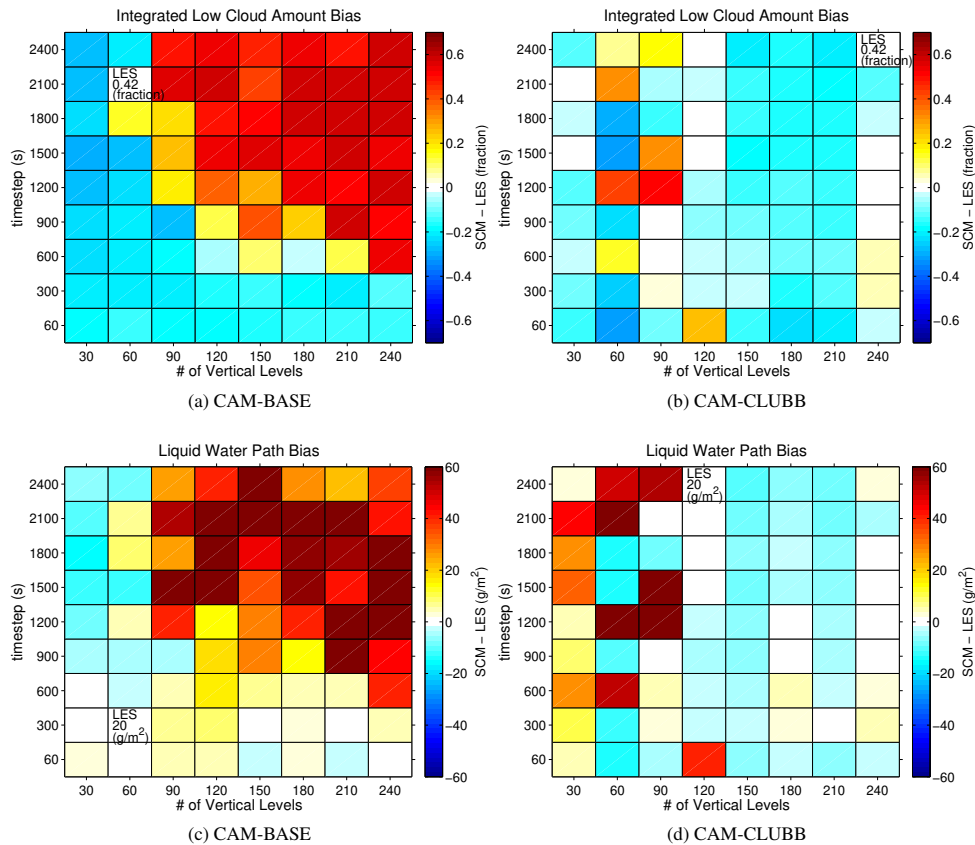 Integrated Low Cloud Amount Bias
2400
2100
1800
1500
1200
900
600
300
60
timestep (s)
LES
0.42
(fraction)
30 60 90 120 150 180 210 240
# of Vertical Levels
0.6
0.4
0.2
0
−0.2
−0.4
−0.6
SCM − LES (fraction)
(a) CAM-BASE
Integrated Low Cloud Amount Bias
2400
2100
1800
1500
1200
900
600
300
60
timestep (s)
LES
0.42
(fraction)
30 60 90 120 150 180 210 240
# of Vertical Levels
0.6
0.4
0.2
0
−0.2
−0.4
−0.6
SCM − LES (fraction)
(b) CAM-CLUBB
Liquid Water Path Bias
2400
2100
1800
1500
1200
900
600
300
60
timestep (s)
LES
20
(g/m²)
30 60 90 120 150 180 210 240
# of Vertical Levels
60
40
20
0
−20
−40
−60
SCM − LES (g/m²)
(c) CAM-BASE
Liquid Water Path Bias
2400
2100
1800
1500
1200
900
600
300
60
timestep (s)
LES
20
(g/m²)
30 60 90 120 150 180 210 240
# of Vertical Levels
60
40
20
0
−20
−40
−60
SCM − LES (g/m²)
(d) CAM-CLUBB